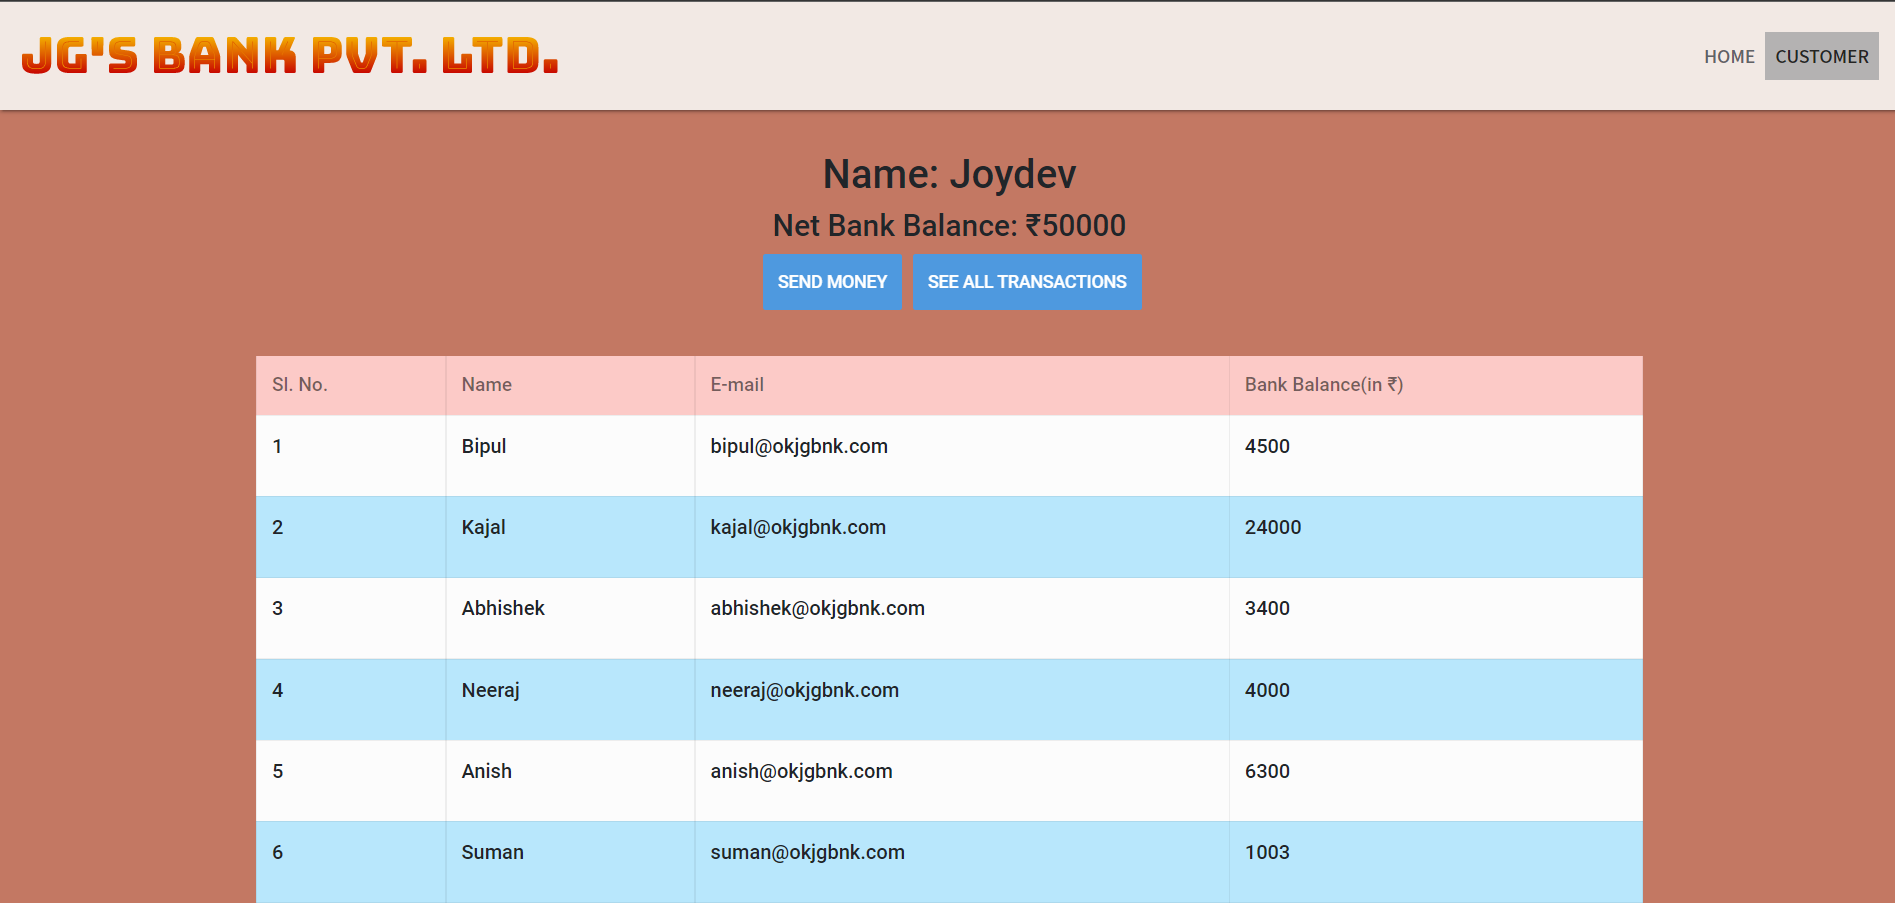 JG'S BANK PVT. LTD.
HOME CUSTOMER
Name: Joydev
Net Bank Balance: ₹50000
SEND MONEY SEE ALL TRANSACTIONS
Sl. No. Name E-mail Bank Balance(in ₹)
1 Bipul bipul@okjgbnk.com 4500
2 Kajal kajal@okjgbnk.com 24000
3 Abhishek abhishek@okjgbnk.com 3400
4 Neeraj neeraj@okjgbnk.com 4000
5 Anish anish@okjgbnk.com 6300
6 Suman suman@okjgbnk.com 1003